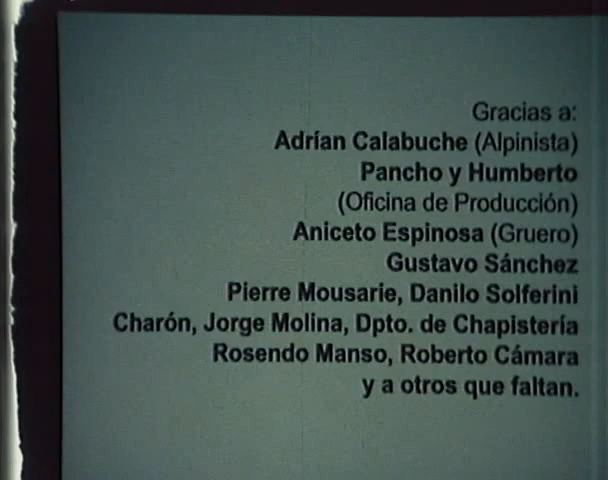 Gracias a:
Adrían Calabuche (Alpinista)
Pancho y Humberto
(Oficina de Producción)
Aniceto Espinosa (Gruero)
Gustavo Sánchez
Pierre Mousarie, Danilo Solferini
Charón, Jorge Molina, Dpto. de Chapistería
Rosendo Manso, Roberto Cámara
y a otros que faltan.